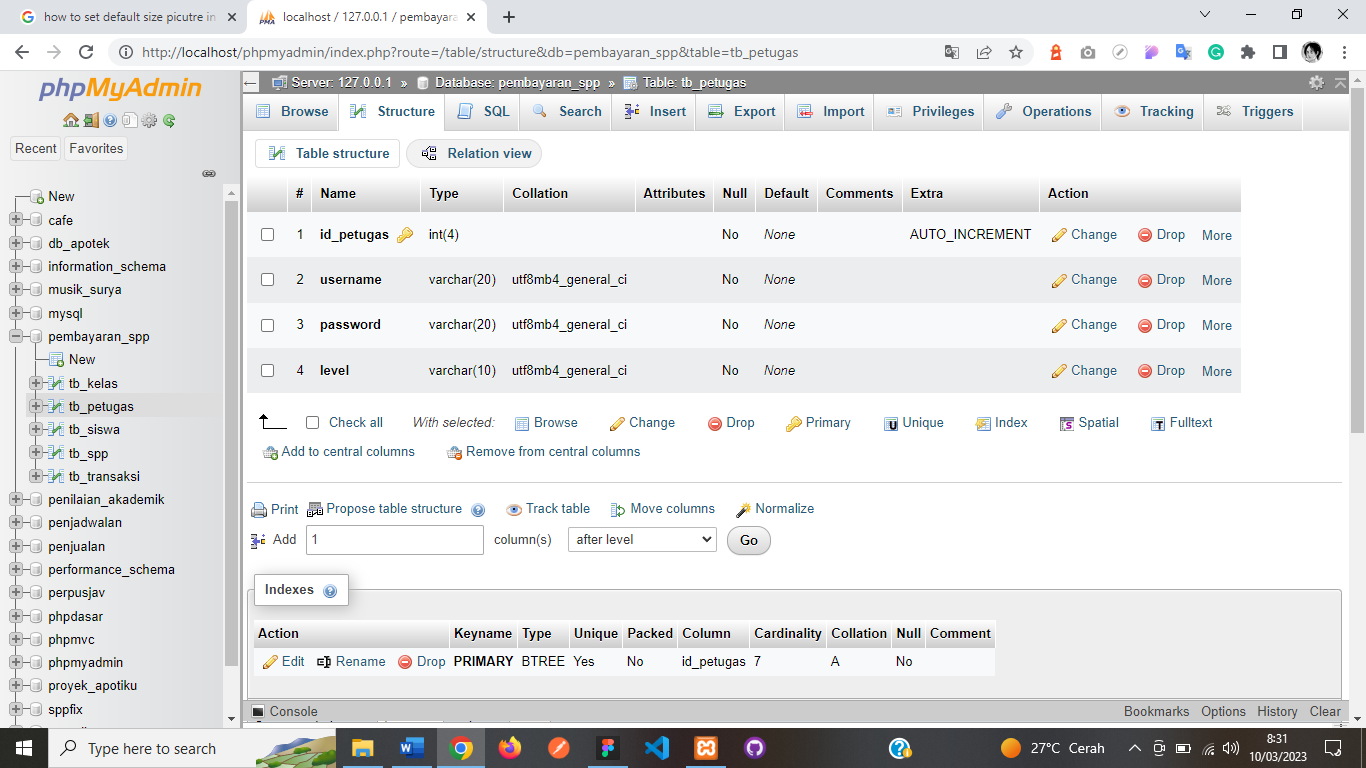 how to set default size picutre in
localhost / 127.0.0.1 / pembayara
http://localhost/phpmyadmin/index.php?route=/table/structure&db=pembayaran_spp&table=tb_petugas
phpMyAdmin
Recent Favorites
New
cafe
db_apotek
information_schema
musik_surya
mysql
pembayaran_spp
New
tb_kelas
tb_petugas
tb_siswa
tb_spp
tb_transaksi
penilaian_akademik
penjadwalan
penjualan
performance_schema
perpusjav
phpdasar
phpmvc
phpmyadmin
proyek_apotiku
sppfix
Server: 127.0.0.1 » Database: pembayaran_spp » Table: tb_petugas
Browse Structure SQL Search Insert Export Import Privileges Operations Tracking Triggers
Table structure Relation view
# Name Type Collation Attributes Null Default Comments Extra Action
1 id_petugas int(4) No None AUTO_INCREMENT Change Drop More
2 username varchar(20) utf8mb4_general_ci No None Change Drop More
3 password varchar(20) utf8mb4_general_ci No None Change Drop More
4 level varchar(10) utf8mb4_general_ci No None Change Drop More
Check all With selected: Browse Change Drop Primary Unique Index Spatial Fulltext
Add to central columns Remove from central columns
Print Propose table structure Track table Move columns Normalize
Add 1 column(s) after level Go
Indexes
Action Keyname Type Unique Packed Column Cardinality Collation Null Comment
Edit Rename Drop PRIMARY BTREE Yes No id_petugas 7 A No
Console Bookmarks Options History Clear
Type here to search
27°C Cerah
8:31
10/03/2023